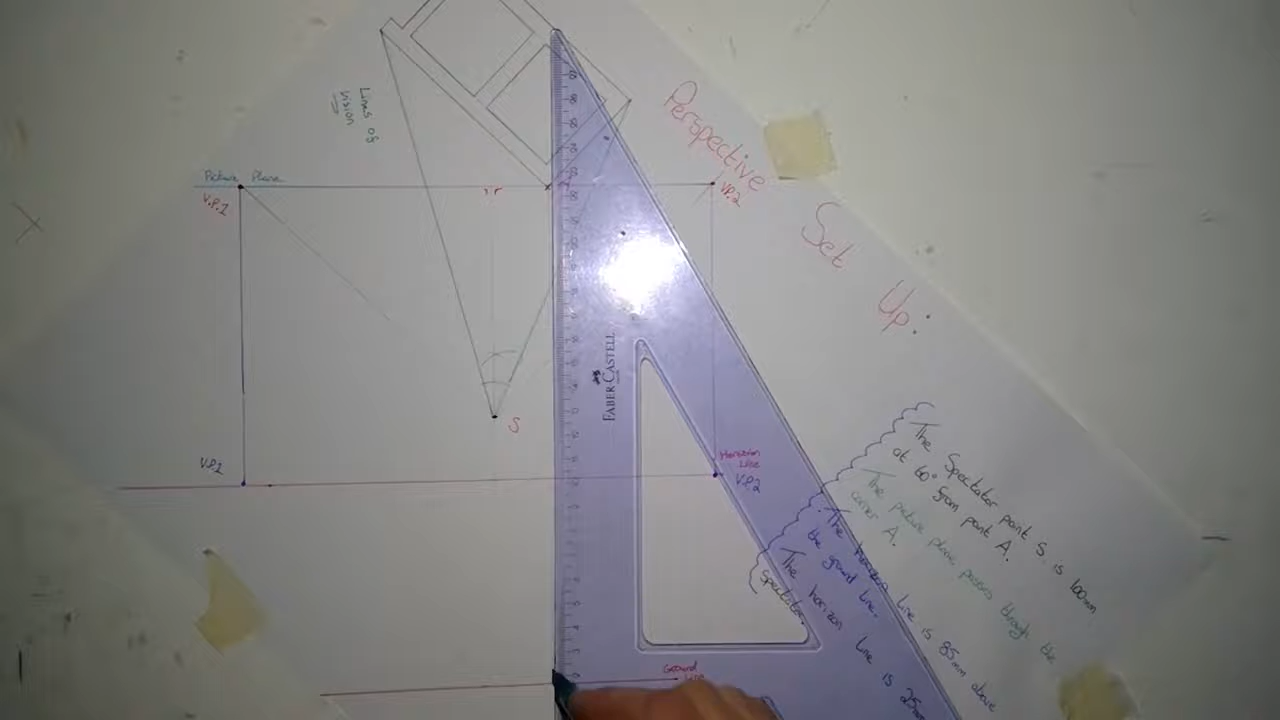 Perspective
Set
Up:
Lines of
vision
Picture Plane
V.P.1
V.P.2
S
FABER CASTELL
V.P.1
Horizon
Line
V.P.2
Ground
Line
The Spectator point S. is 100mm
at 60° from point A.
The picture plane passes through the
corner A.
The horizon line is 85mm above
the ground line.
The horizon line is 25mm
Spectator.